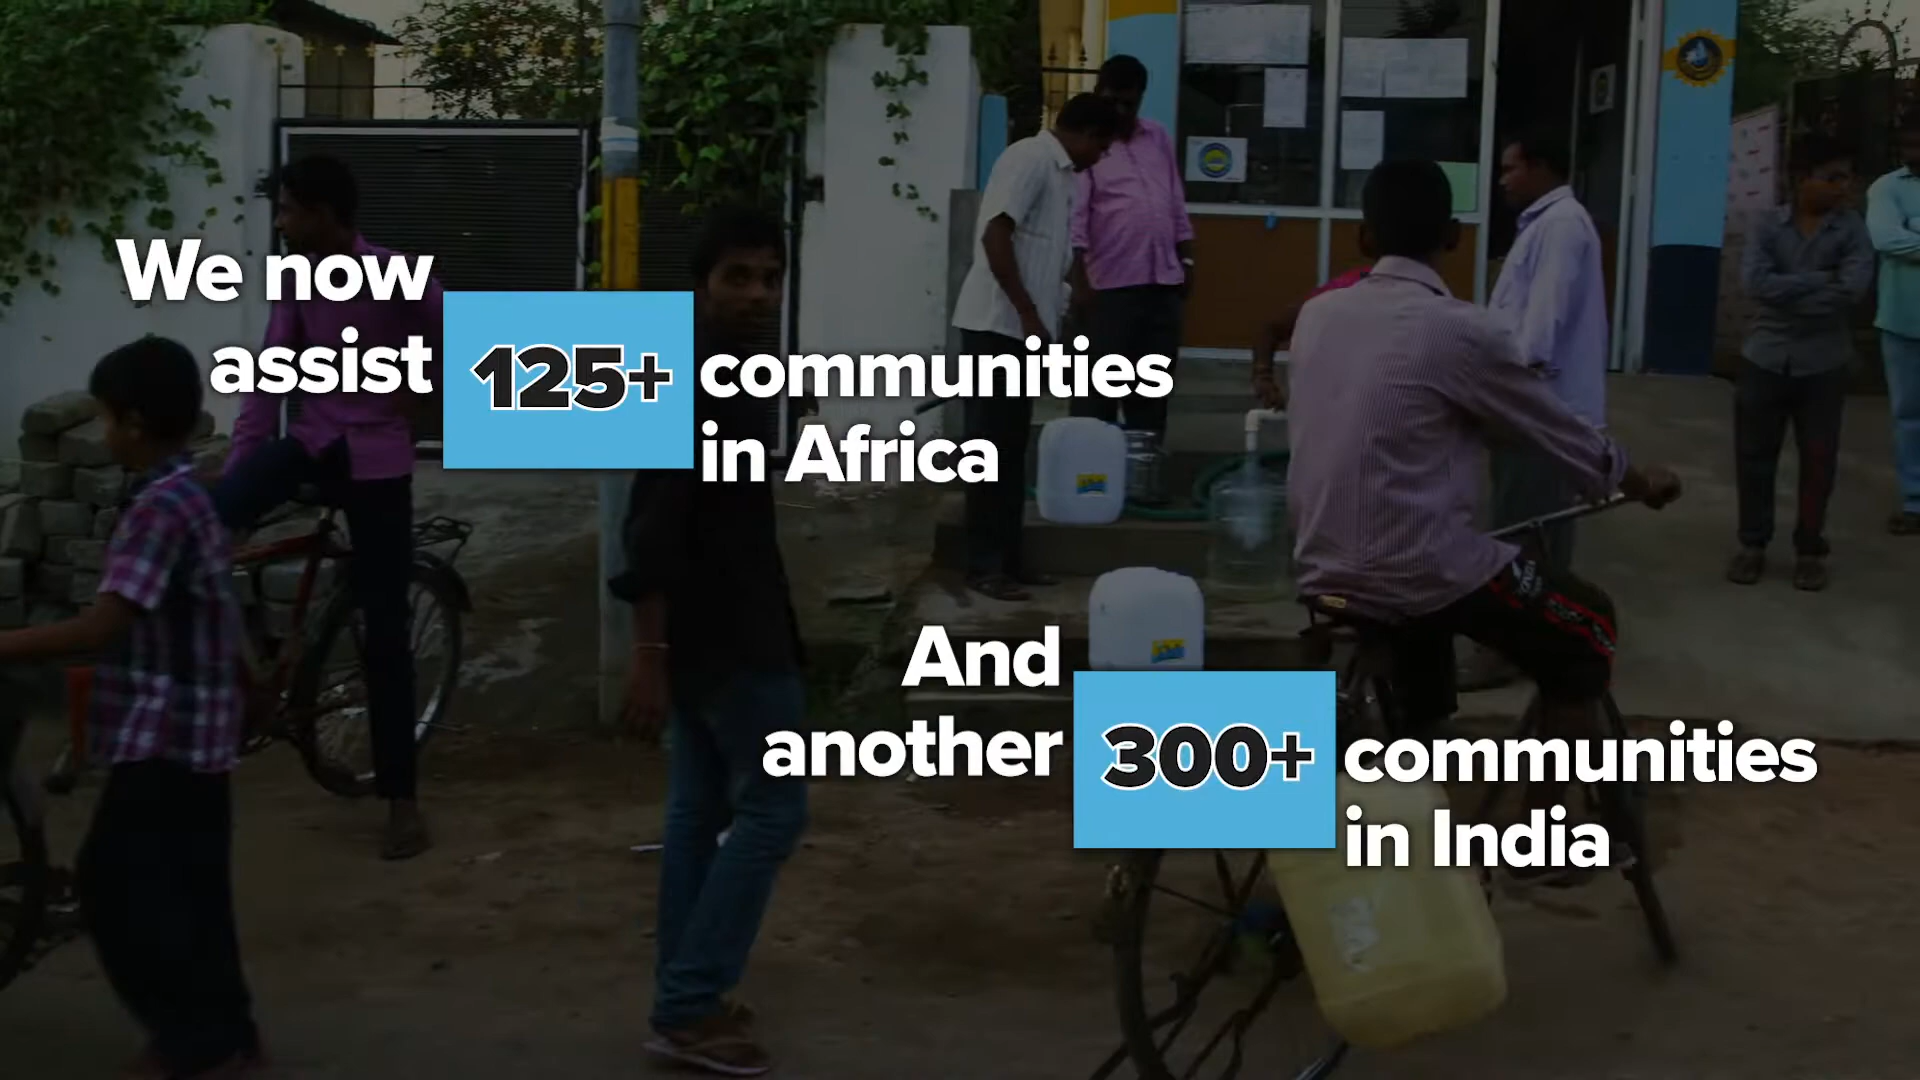 We now
assist
125+
communities
in Africa
And
another
300+
communities
in India